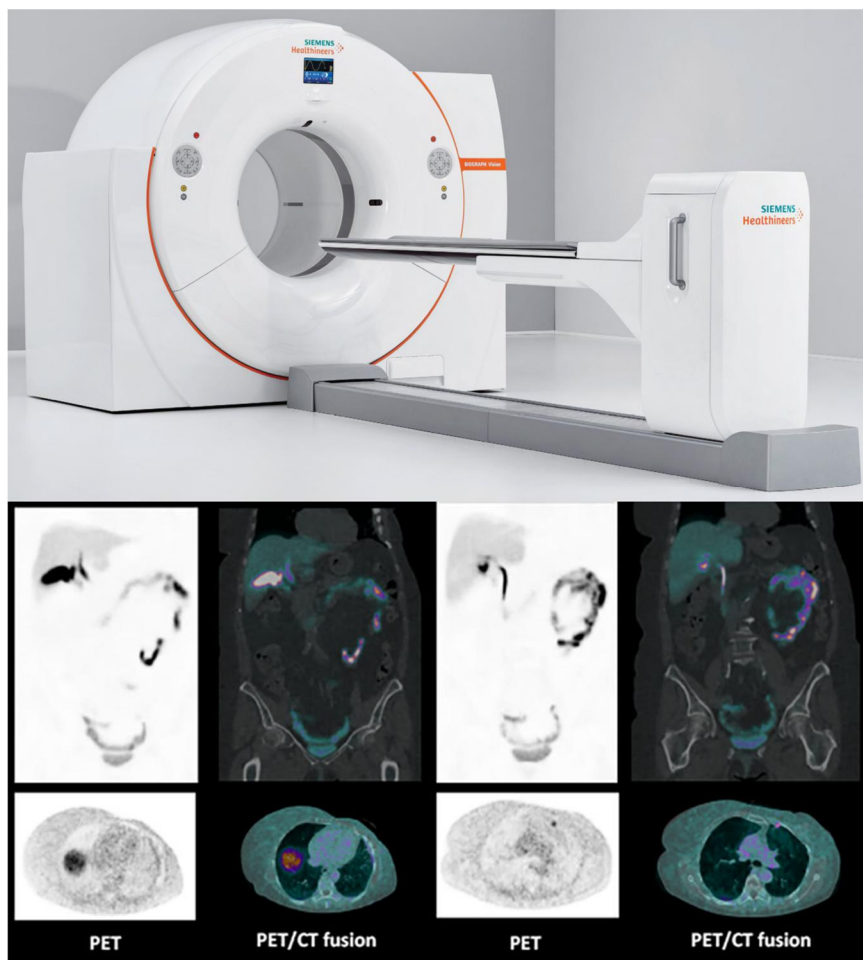 SIEMENS
Healthineers
BIOGRAPH Vision
SIEMENS
Healthineers
PET
PET/CT fusion
PET
PET/CT fusion